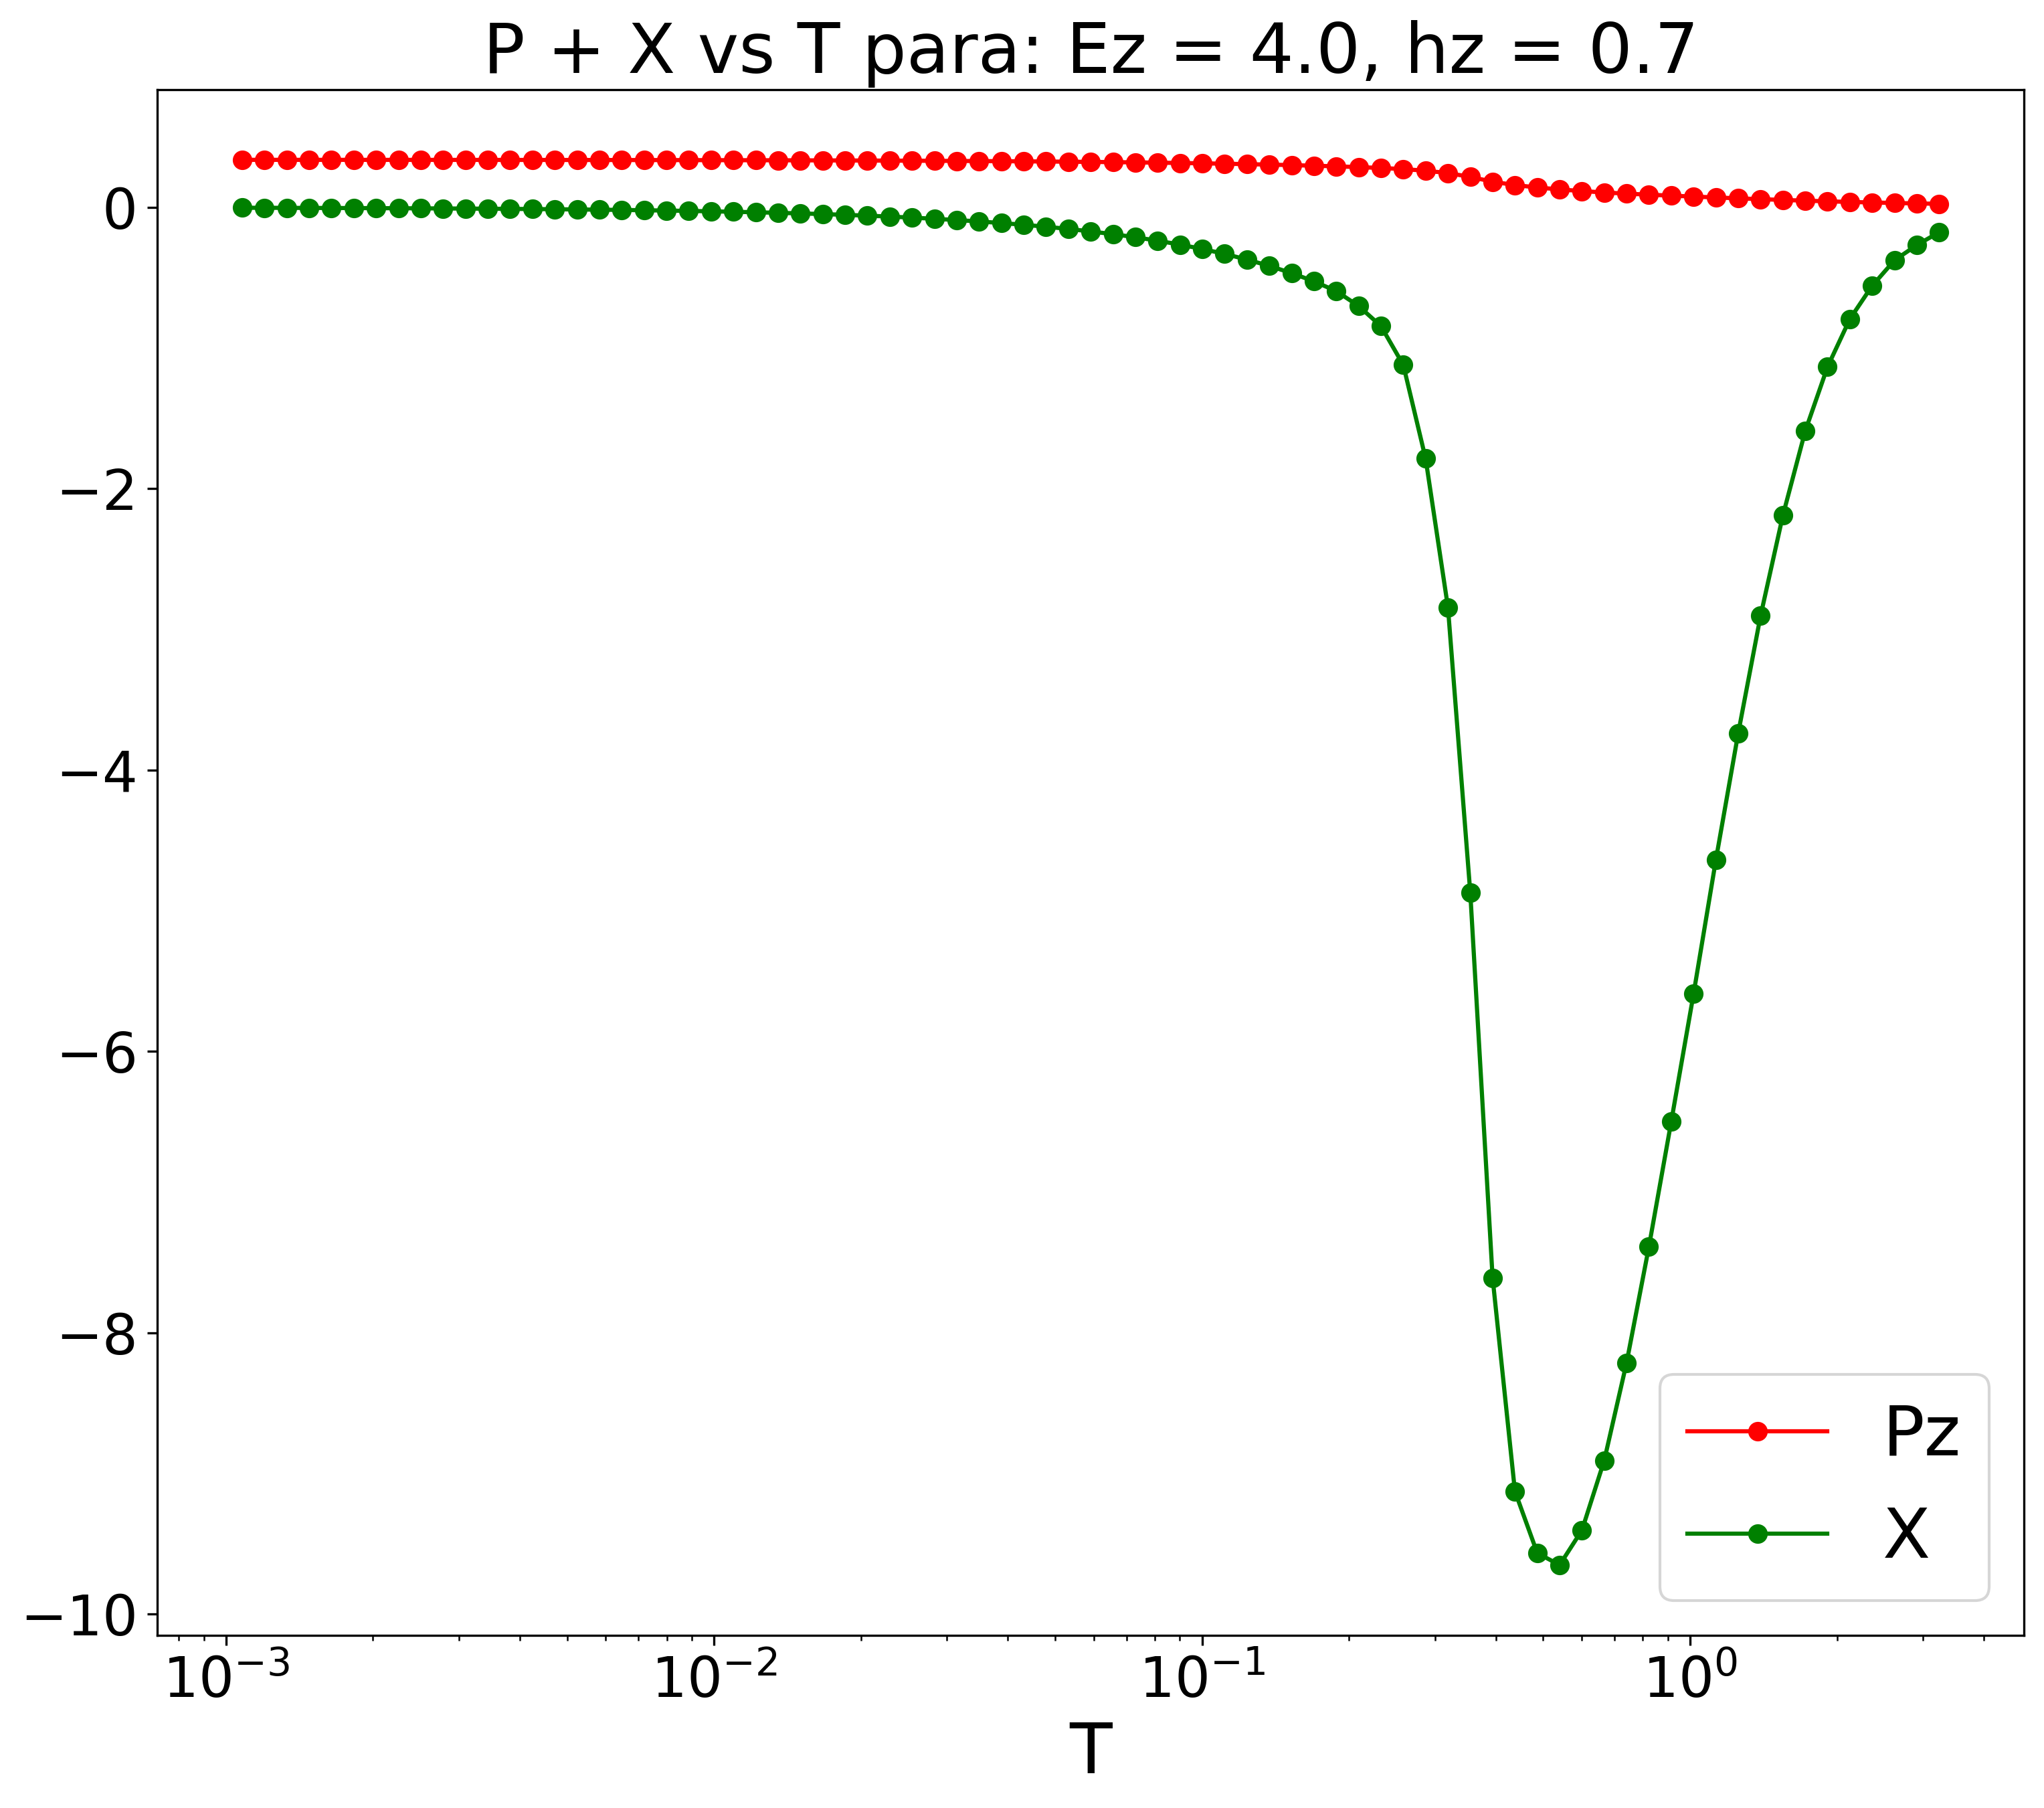 P + X vs T para: Ez = 4.0, hz = 0.7
0
−2
−4
−6
−8
−10
Pz
X
10⁻³ 10⁻² 10⁻¹ 10⁰
T